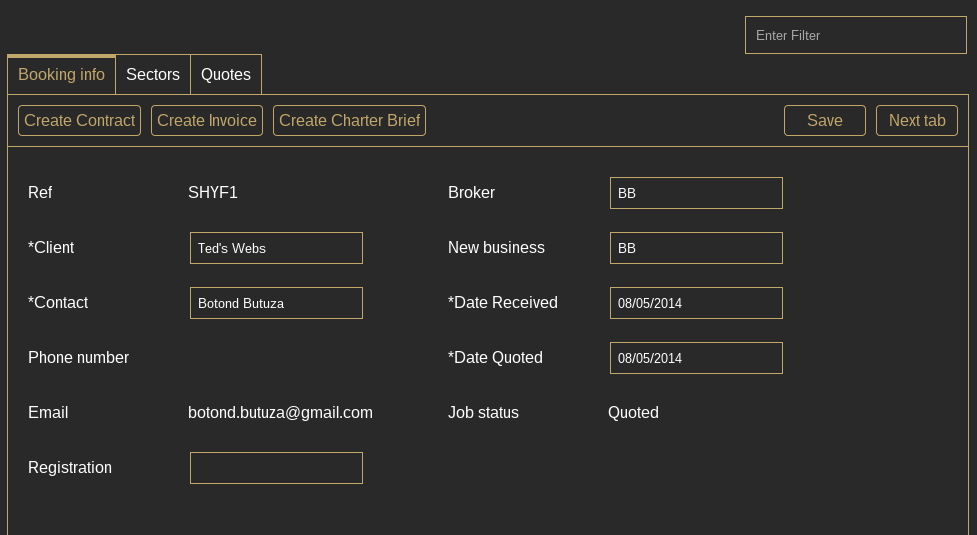 Enter Filter
Booking info Sectors Quotes
Create Contract Create Invoice Create Charter Brief Save Next tab
Ref SHYF1 Broker BB
*Client Ted's Webs New business BB
*Contact Botond Butuza *Date Received 08/05/2014
Phone number *Date Quoted 08/05/2014
Email botond.butuza@gmail.com Job status Quoted
Registration